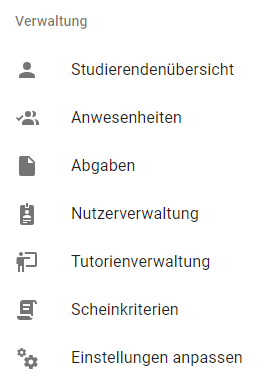 Verwaltung
Studierendenübersicht
Anwesenheiten
Abgaben
Nutzerverwaltung
Tutorienverwaltung
Scheinkriterien
Einstellungen anpassen